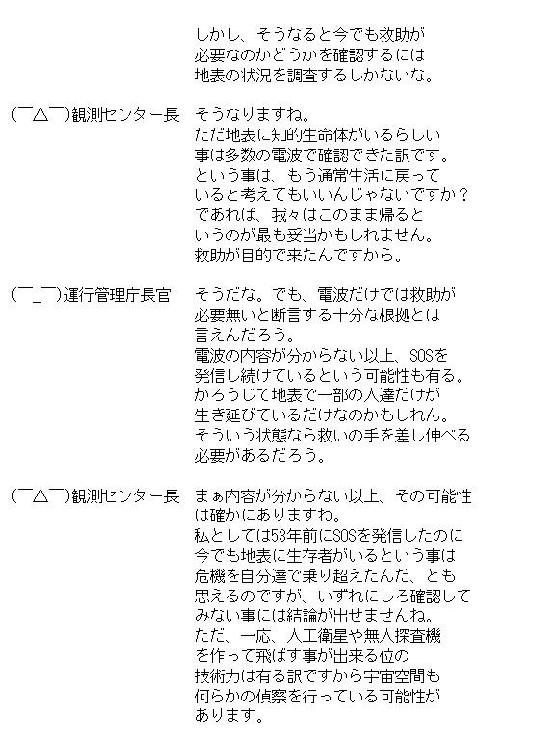 しかし、そうなると今でも救助が
必要なのかどうかを確認するには
地表の状況を調査するしかないな。
(￣△￣)観測センター長　そうなりますね。
ただ地表に知的生命体がいるらしい
事は多数の電波で確認できた訳です。
という事は、もう通常生活に戻って
いると考えてもいいんじゃないですか？
であれば、我々はこのまま帰ると
いうのが最も妥当かもしれません。
救助が目的で来たんですから。
(￣_￣)運行管理庁長官　そうだな。でも、電波だけでは救助が
必要無いと断言する十分な根拠とは
言えんだろう。
電波の内容が分からない以上、SOSを
発信し続けているという可能性も有る。
かろうじて地表で一部の人達だけが
生き延びているだけなのかもしれん。
そういう状態なら救いの手を差し伸べる
必要があるだろう。
(￣△￣)観測センター長　まぁ内容が分からない以上、その可能性
は確かにありますわ。
私としては53年前にSOSを発信したのに
今でも地表に生存者がいるという事は
危機を自分達で乗り超えたんだ、とも
思えるのですが、いずれにしろ確認して
みない事には結論が出せませんね。
ただ、一応、人工衛星や無人探査機
を作って飛ばす事が出来る位の
技術力は有る訳ですから宇宙空間も
何らかの偵察を行っている可能性が
あります。